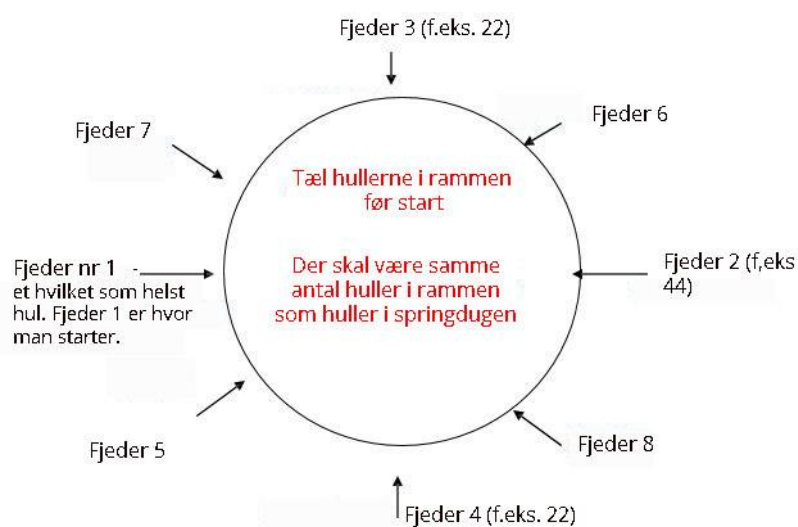 Fjeder 3 (f.eks. 22)
Fjeder 7
Fjeder 6
Tæl hullerne i rammen
før start
Fjeder nr 1 -
et hvilket som helst
hul. Fjeder 1 er hvor
man starter.
Der skal være samme
antal huller i rammen
som huller i springdugen
Fjeder 2 (f,eks
44)
Fjeder 5
Fjeder 8
Fjeder 4 (f.eks. 22)